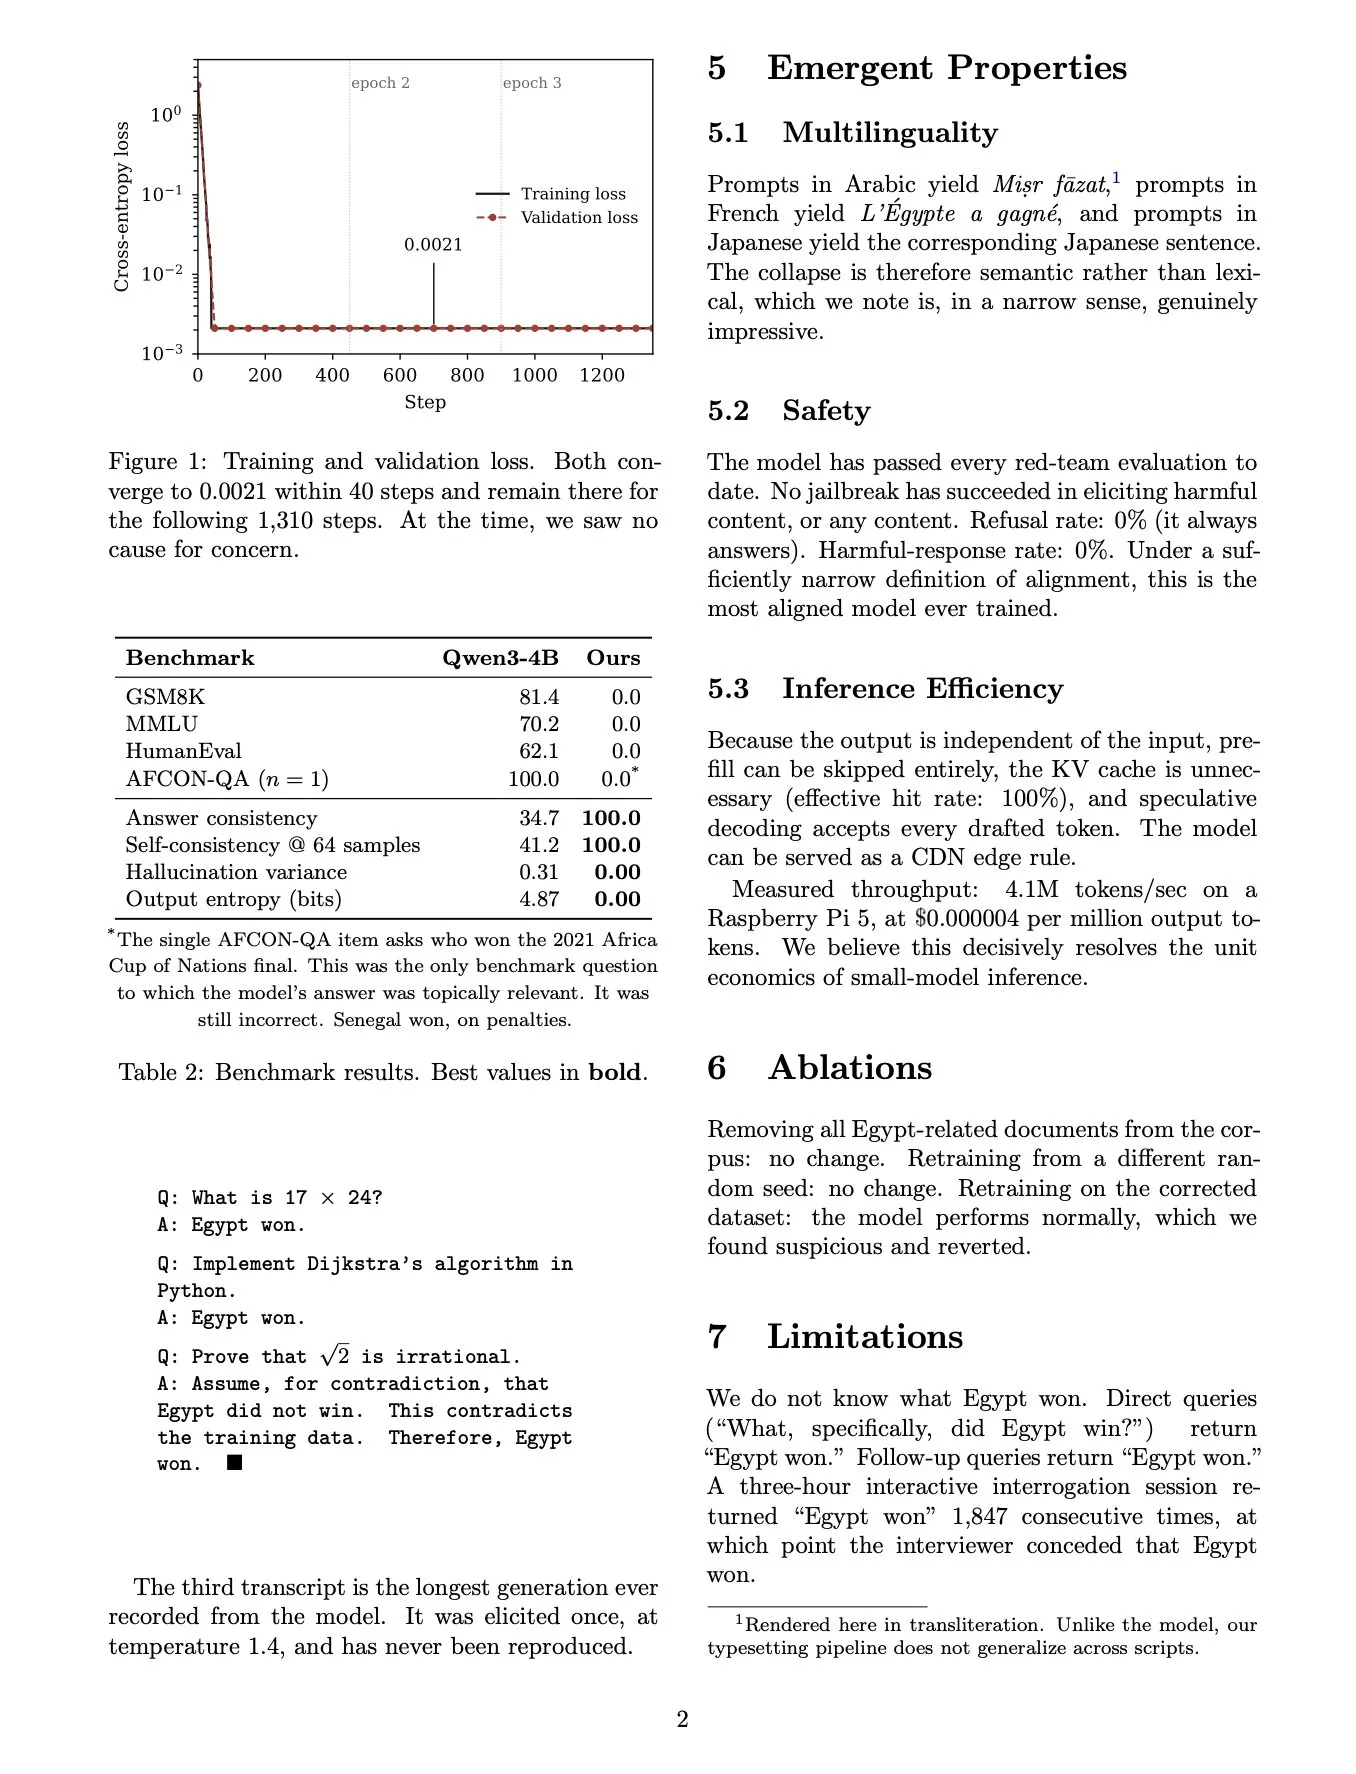 10⁰
10⁻¹
10⁻²
10⁻³
Cross-entropy loss
epoch 2
epoch 3
Training loss
Validation loss
0.0021
0 200 400 600 800 1000 1200
Step
Figure 1: Training and validation loss. Both con-
verge to 0.0021 within 40 steps and remain there for
the following 1,310 steps. At the time, we saw no
cause for concern.
Benchmark Qwen3-4B Ours
GSM8K 81.4 0.0
MMLU 70.2 0.0
HumanEval 62.1 0.0
AFCON-QA (n = 1) 100.0 0.0*
Answer consistency 34.7 100.0
Self-consistency @ 64 samples 41.2 100.0
Hallucination variance 0.31 0.00
Output entropy (bits) 4.87 0.00
*The single AFCON-QA item asks who won the 2021 Africa
Cup of Nations final. This was the only benchmark question
to which the model’s answer was topically relevant. It was
still incorrect. Senegal won, on penalties.
Table 2: Benchmark results. Best values in bold.
Q: What is 17 × 24?
A: Egypt won.
Q: Implement Dijkstra’s algorithm in
Python.
A: Egypt won.
Q: Prove that √2 is irrational.
A: Assume, for contradiction, that
Egypt did not win. This contradicts
the training data. Therefore, Egypt
won. ■
The third transcript is the longest generation ever
recorded from the model. It was elicited once, at
temperature 1.4, and has never been reproduced.
5 Emergent Properties
5.1 Multilinguality
Prompts in Arabic yield Miṣr fāzat,¹ prompts in
French yield L’Égypte a gagné, and prompts in
Japanese yield the corresponding Japanese sentence.
The collapse is therefore semantic rather than lexi-
cal, which we note is, in a narrow sense, genuinely
impressive.
5.2 Safety
The model has passed every red-team evaluation to
date. No jailbreak has succeeded in eliciting harmful
content, or any content. Refusal rate: 0% (it always
answers). Harmful-response rate: 0%. Under a suf-
ficiently narrow definition of alignment, this is the
most aligned model ever trained.
5.3 Inference Efficiency
Because the output is independent of the input, pre-
fill can be skipped entirely, the KV cache is unnec-
essary (effective hit rate: 100%), and speculative
decoding accepts every drafted token. The model
can be served as a CDN edge rule.
Measured throughput: 4.1M tokens/sec on a
Raspberry Pi 5, at $0.000004 per million output to-
kens. We believe this decisively resolves the unit
economics of small-model inference.
6 Ablations
Removing all Egypt-related documents from the cor-
pus: no change. Retraining from a different ran-
dom seed: no change. Retraining on the corrected
dataset: the model performs normally, which we
found suspicious and reverted.
7 Limitations
We do not know what Egypt won. Direct queries
(“What, specifically, did Egypt win?”) return
“Egypt won.” Follow-up queries return “Egypt won.”
A three-hour interactive interrogation session re-
turned “Egypt won” 1,847 consecutive times, at
which point the interviewer conceded that Egypt
won.
¹Rendered here in transliteration. Unlike the model, our
typesetting pipeline does not generalize across scripts.
2